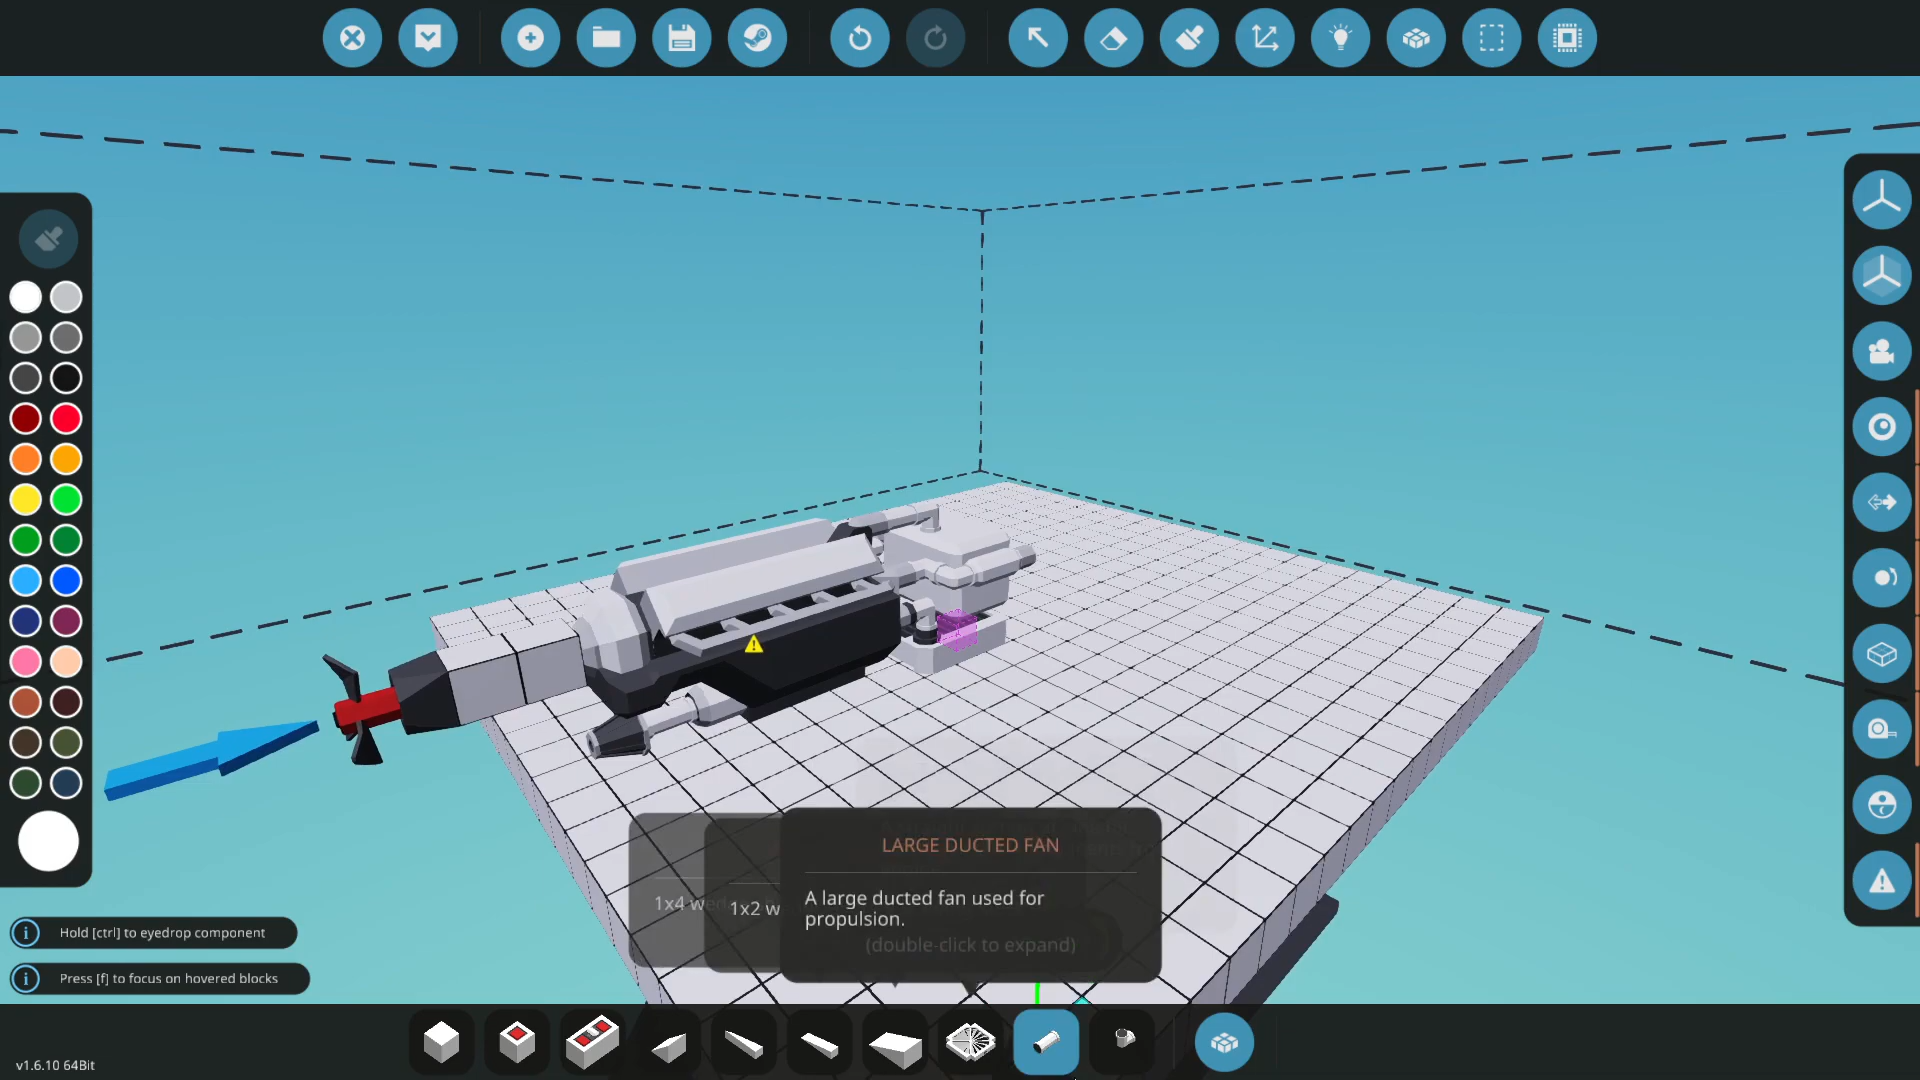 LARGE DUCTED FAN
A large ducted fan used for
propulsion.
(double-click to expand)
1x4 we
1x2 w
Hold [ctrl] to eyedrop component
Press [f] to focus on hovered blocks
v1.6.10 64Bit